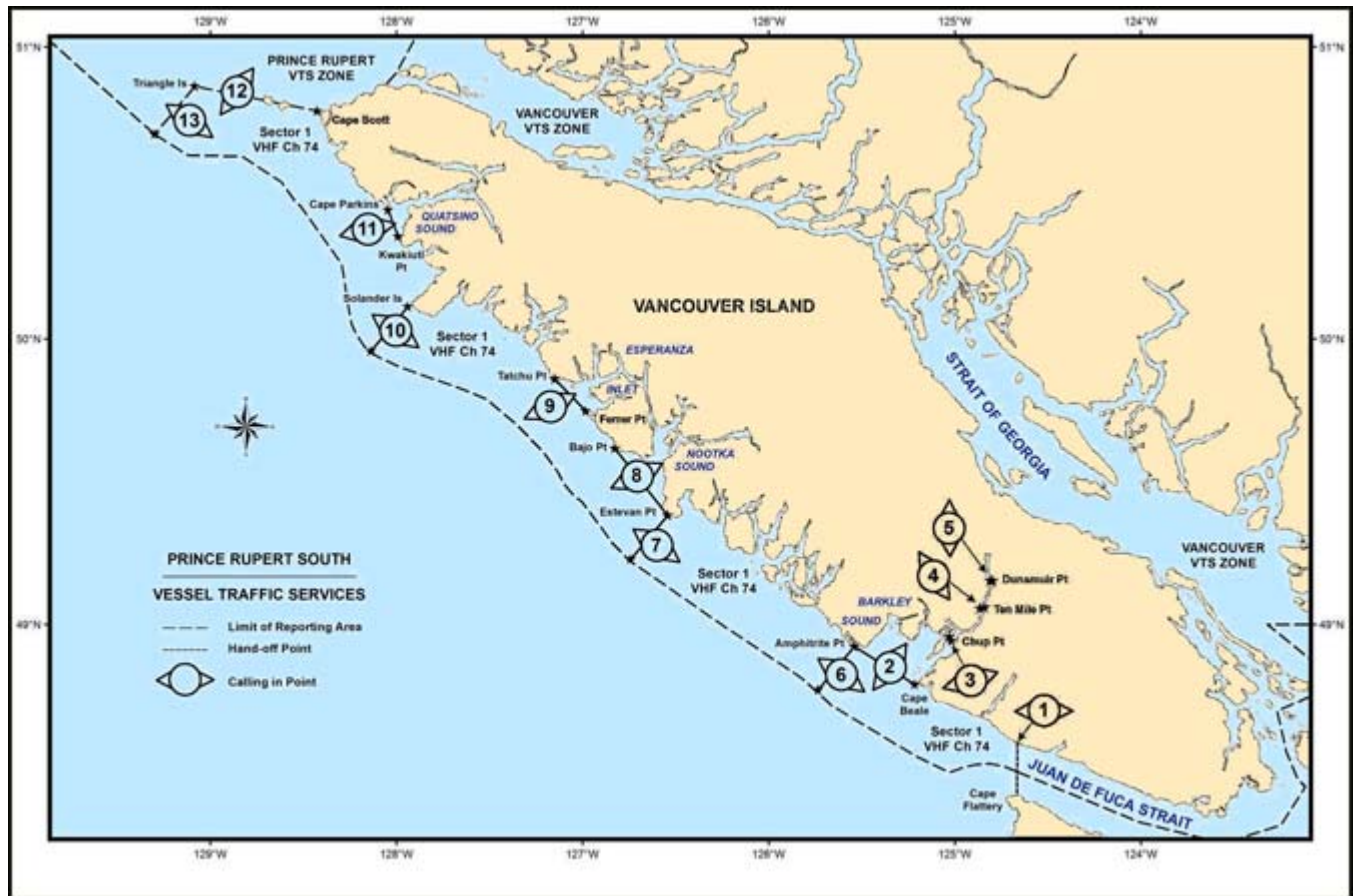 129°W 128°W 127°W 126°W 125°W 124°W
51°N
51°N
PRINCE RUPERT
VTS ZONE
Triangle Is
12
13
Cape Scott
Sector 1
VHF Ch 74
VANCOUVER
VTS ZONE
Cape Parkins
QUATSINO
SOUND
11
Kwakiutl
Pt
Solander Is
10
VANCOUVER ISLAND
50°N
50°N
Sector 1
VHF Ch 74
ESPERANZA
INLET
Tatchu Pt
9
Ferrer Pt
Bajo Pt
NOOTKA
SOUND
8
Estevan Pt
7
STRAIT OF GEORGIA
Sector 1
VHF Ch 74
5
4
Dunsmuir Pt
Ten Mile Pt
VANCOUVER
VTS ZONE
PRINCE RUPERT SOUTH
VESSEL TRAFFIC SERVICES
Limit of Reporting Area
Hand-off Point
Calling in Point
49°N
49°N
BARKLEY
SOUND
Amphitrite Pt
Chup Pt
6
2
3
Cape
Beale
1
Sector 1
VHF Ch 74
JUAN DE FUCA STRAIT
Cape
Flattery
129°W 128°W 127°W 126°W 125°W 124°W